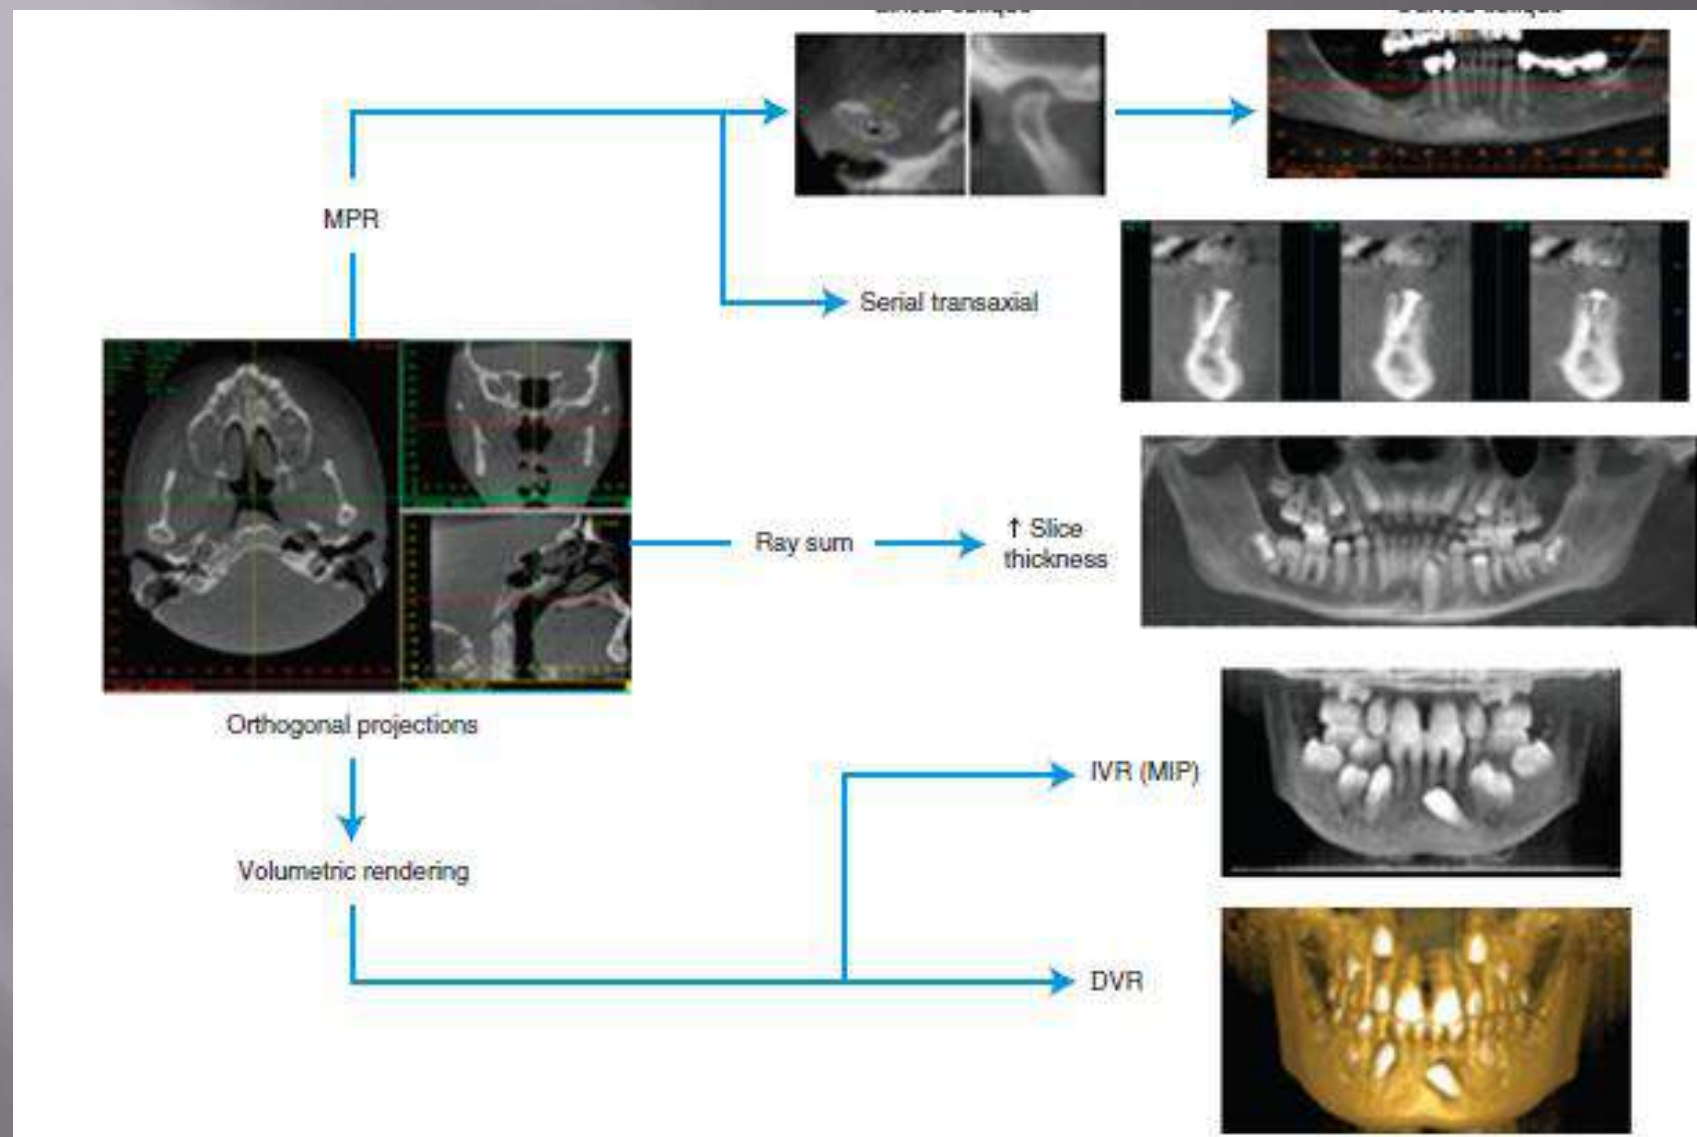 MPR
Serial transaxial
Ray sum
↑ Slice
thickness
Orthogonal projections
IVR (MIP)
Volumetric rendering
DVR